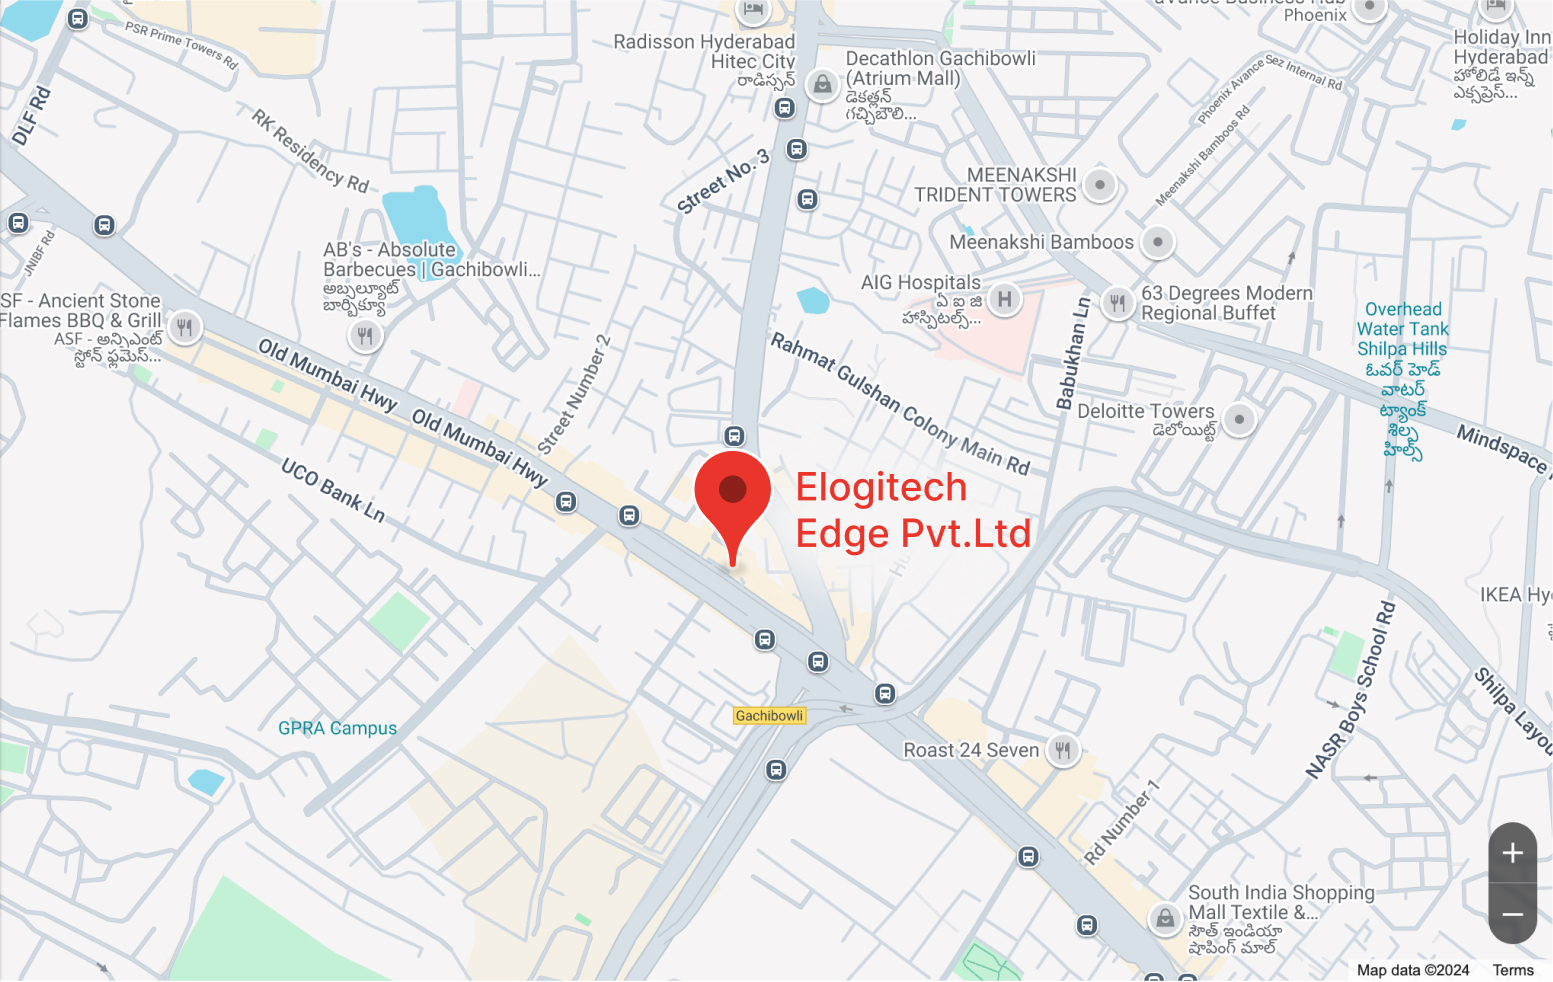 PSR Prime Towers Rd
DLF Rd
RK Residency Rd
Radisson Hyderabad
Hitec City
రాడిస్సన్
Decathlon Gachibowli
(Atrium Mall)
డెకత్లన్
గచ్చిబౌలి...
Phoenix
Holiday Inn
Hyderabad
హోలిడే ఇన్న్
ఎక్సప్రెస్...
Phoenix Avance Sez Internal Rd
Meenakshi Bamboos Rd
Street No. 3
MEENAKSHI
TRIDENT TOWERS
Meenakshi Bamboos
JNIBF Rd
AB's - Absolute
Barbecues | Gachibowli...
అబ్సల్యూట్
బార్బిక్యూ
SF - Ancient Stone
Flames BBQ & Grill
ASF - అన్సిఎంట్
స్టోన్ ఫ్లమెస్...
AIG Hospitals
ఏ ఐ జి
హాస్పిటల్స్...
63 Degrees Modern
Regional Buffet
Overhead
Water Tank
Shilpa Hills
ఓవర్ హెడ్
వాటర్
ట్యాంక్
శిల్ప
హిల్స్
Babukhan Ln
Old Mumbai Hwy
Old Mumbai Hwy
Street Number 2
Rahmat Gulshan Colony Main Rd
Deloitte Towers
డెలోయిట్ట్
Mindspace
UCO Bank Ln
Elogitech
Edge Pvt.Ltd
IKEA Hy
NASR Boys School Rd
Shilpa Layou
GPRA Campus
Gachibowli
Roast 24 Seven
Rd Number 1
South India Shopping
Mall Textile &...
సౌత్ ఇండియా
షాపింగ్ మాల్
+
−
Map data ©2024 Terms